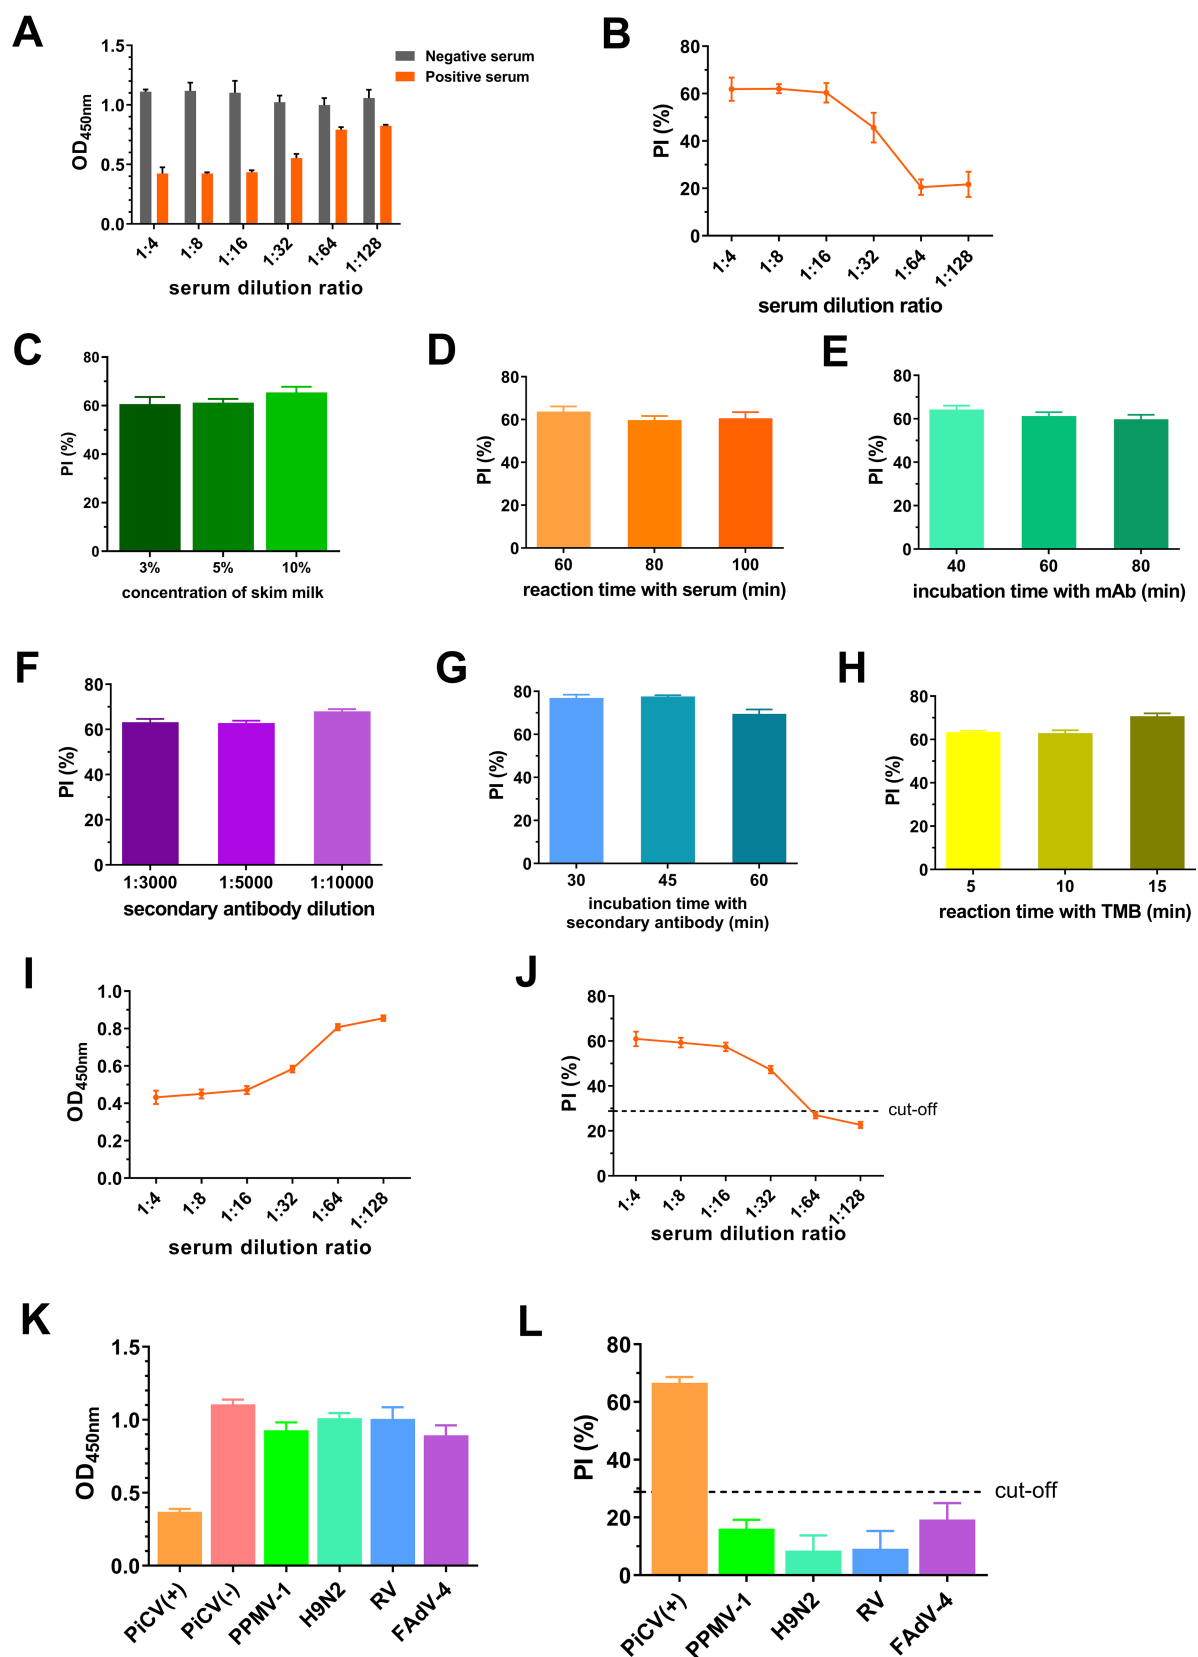 A
1.5
1.0
0.5
0.0
OD450nm
Negative serum
Positive serum
1:4
1:8
1:16
1:32
1:64
1:128
serum dilution ratio
B
80
60
40
20
0
PI (%)
1:4
1:8
1:16
1:32
1:64
1:128
serum dilution ratio
C
80
60
40
20
0
PI (%)
3%
5%
10%
concentration of skim milk
D
80
60
40
20
0
PI (%)
60
80
100
reaction time with serum (min)
E
80
60
40
20
0
PI (%)
40
60
80
incubation time with mAb (min)
F
80
60
40
20
0
PI (%)
1:3000
1:5000
1:10000
secondary antibody dilution
G
80
60
40
20
0
PI (%)
30
45
60
incubation time with
secondary antibody (min)
H
80
60
40
20
0
PI (%)
5
10
15
reaction time with TMB (min)
I
1.0
0.8
0.6
0.4
0.2
0.0
OD450nm
1:4
1:8
1:16
1:32
1:64
1:128
serum dilution ratio
J
80
60
40
20
0
PI (%)
cut-off
1:4
1:8
1:16
1:32
1:64
1:128
serum dilution ratio
K
1.5
1.0
0.5
0.0
OD450nm
PiCV(+)
PiCV(-)
PPMV-1
H9N2
RV
FAdV-4
L
80
60
40
20
0
PI (%)
cut-off
PiCV(+)
PPMV-1
H9N2
RV
FAdV-4